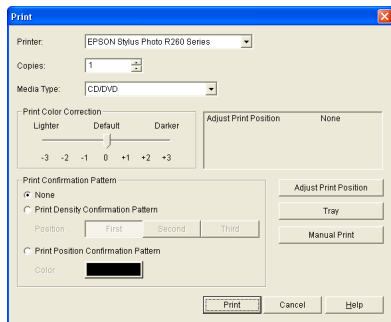 Print
Printer: EPSON Stylus Photo R260 Series
Copies: 1
Media Type: CD/DVD
Print Color Correction
Lighter Default Darker
-3 -2 -1 0 +1 +2 +3
Adjust Print Position None
Print Confirmation Pattern
None
Print Density Confirmation Pattern
Position First Second Third
Print Position Confirmation Pattern
Color
Adjust Print Position
Tray
Manual Print
Print Cancel Help